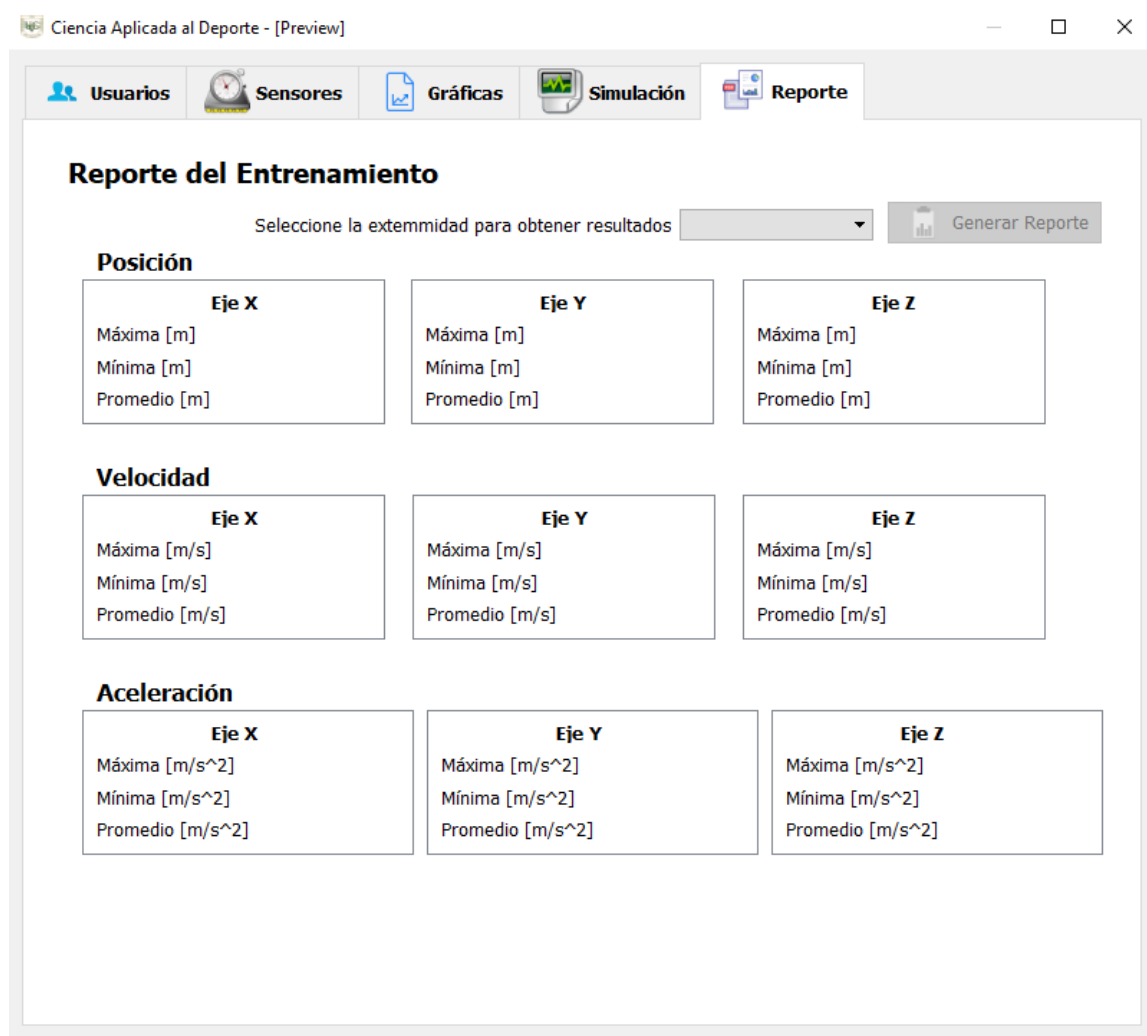 Ciencia Aplicada al Deporte - [Preview]
Usuarios Sensores Gráficas Simulación Reporte
Reporte del Entrenamiento
Seleccione la extemmidad para obtener resultados Generar Reporte
Posición
Eje X Eje Y Eje Z
Máxima [m] Máxima [m] Máxima [m]
Mínima [m] Mínima [m] Mínima [m]
Promedio [m] Promedio [m] Promedio [m]
Velocidad
Eje X Eje Y Eje Z
Máxima [m/s] Máxima [m/s] Máxima [m/s]
Mínima [m/s] Mínima [m/s] Mínima [m/s]
Promedio [m/s] Promedio [m/s] Promedio [m/s]
Aceleración
Eje X Eje Y Eje Z
Máxima [m/s^2] Máxima [m/s^2] Máxima [m/s^2]
Mínima [m/s^2] Mínima [m/s^2] Mínima [m/s^2]
Promedio [m/s^2] Promedio [m/s^2] Promedio [m/s^2]